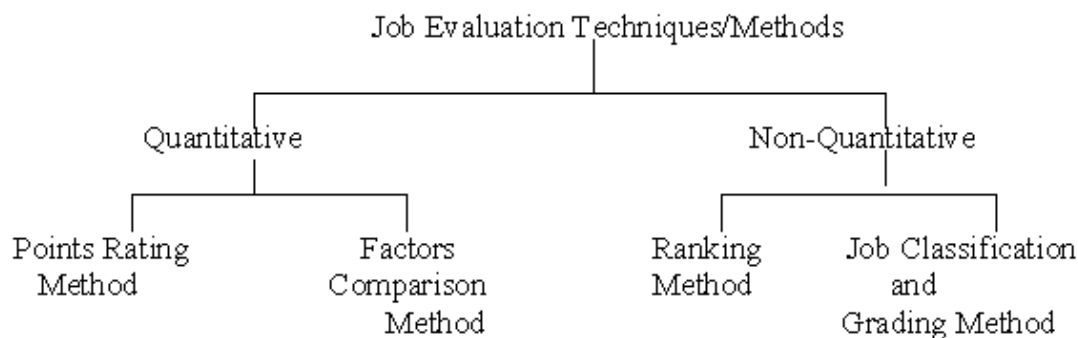 Job Evaluation Techniques/Methods
Quantitative
Non-Quantitative
Points Rating
Method
Factors
Comparison
Method
Ranking
Method
Job Classification
and
Grading Method